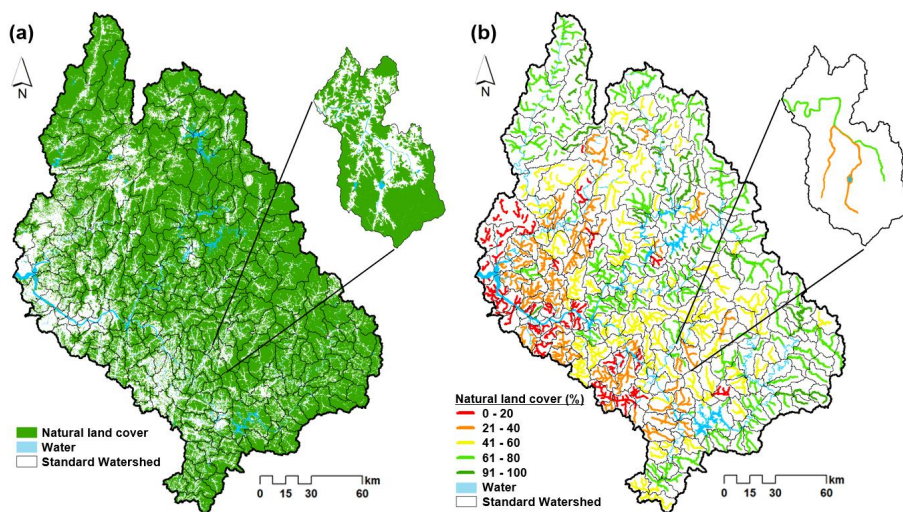 (a)
N
Natural land cover
Water
Standard Watershed
km
0 15 30 60
(b)
N
Natural land cover (%)
0 - 20
21 - 40
41 - 60
61 - 80
91 - 100
Water
Standard Watershed
km
0 15 30 60